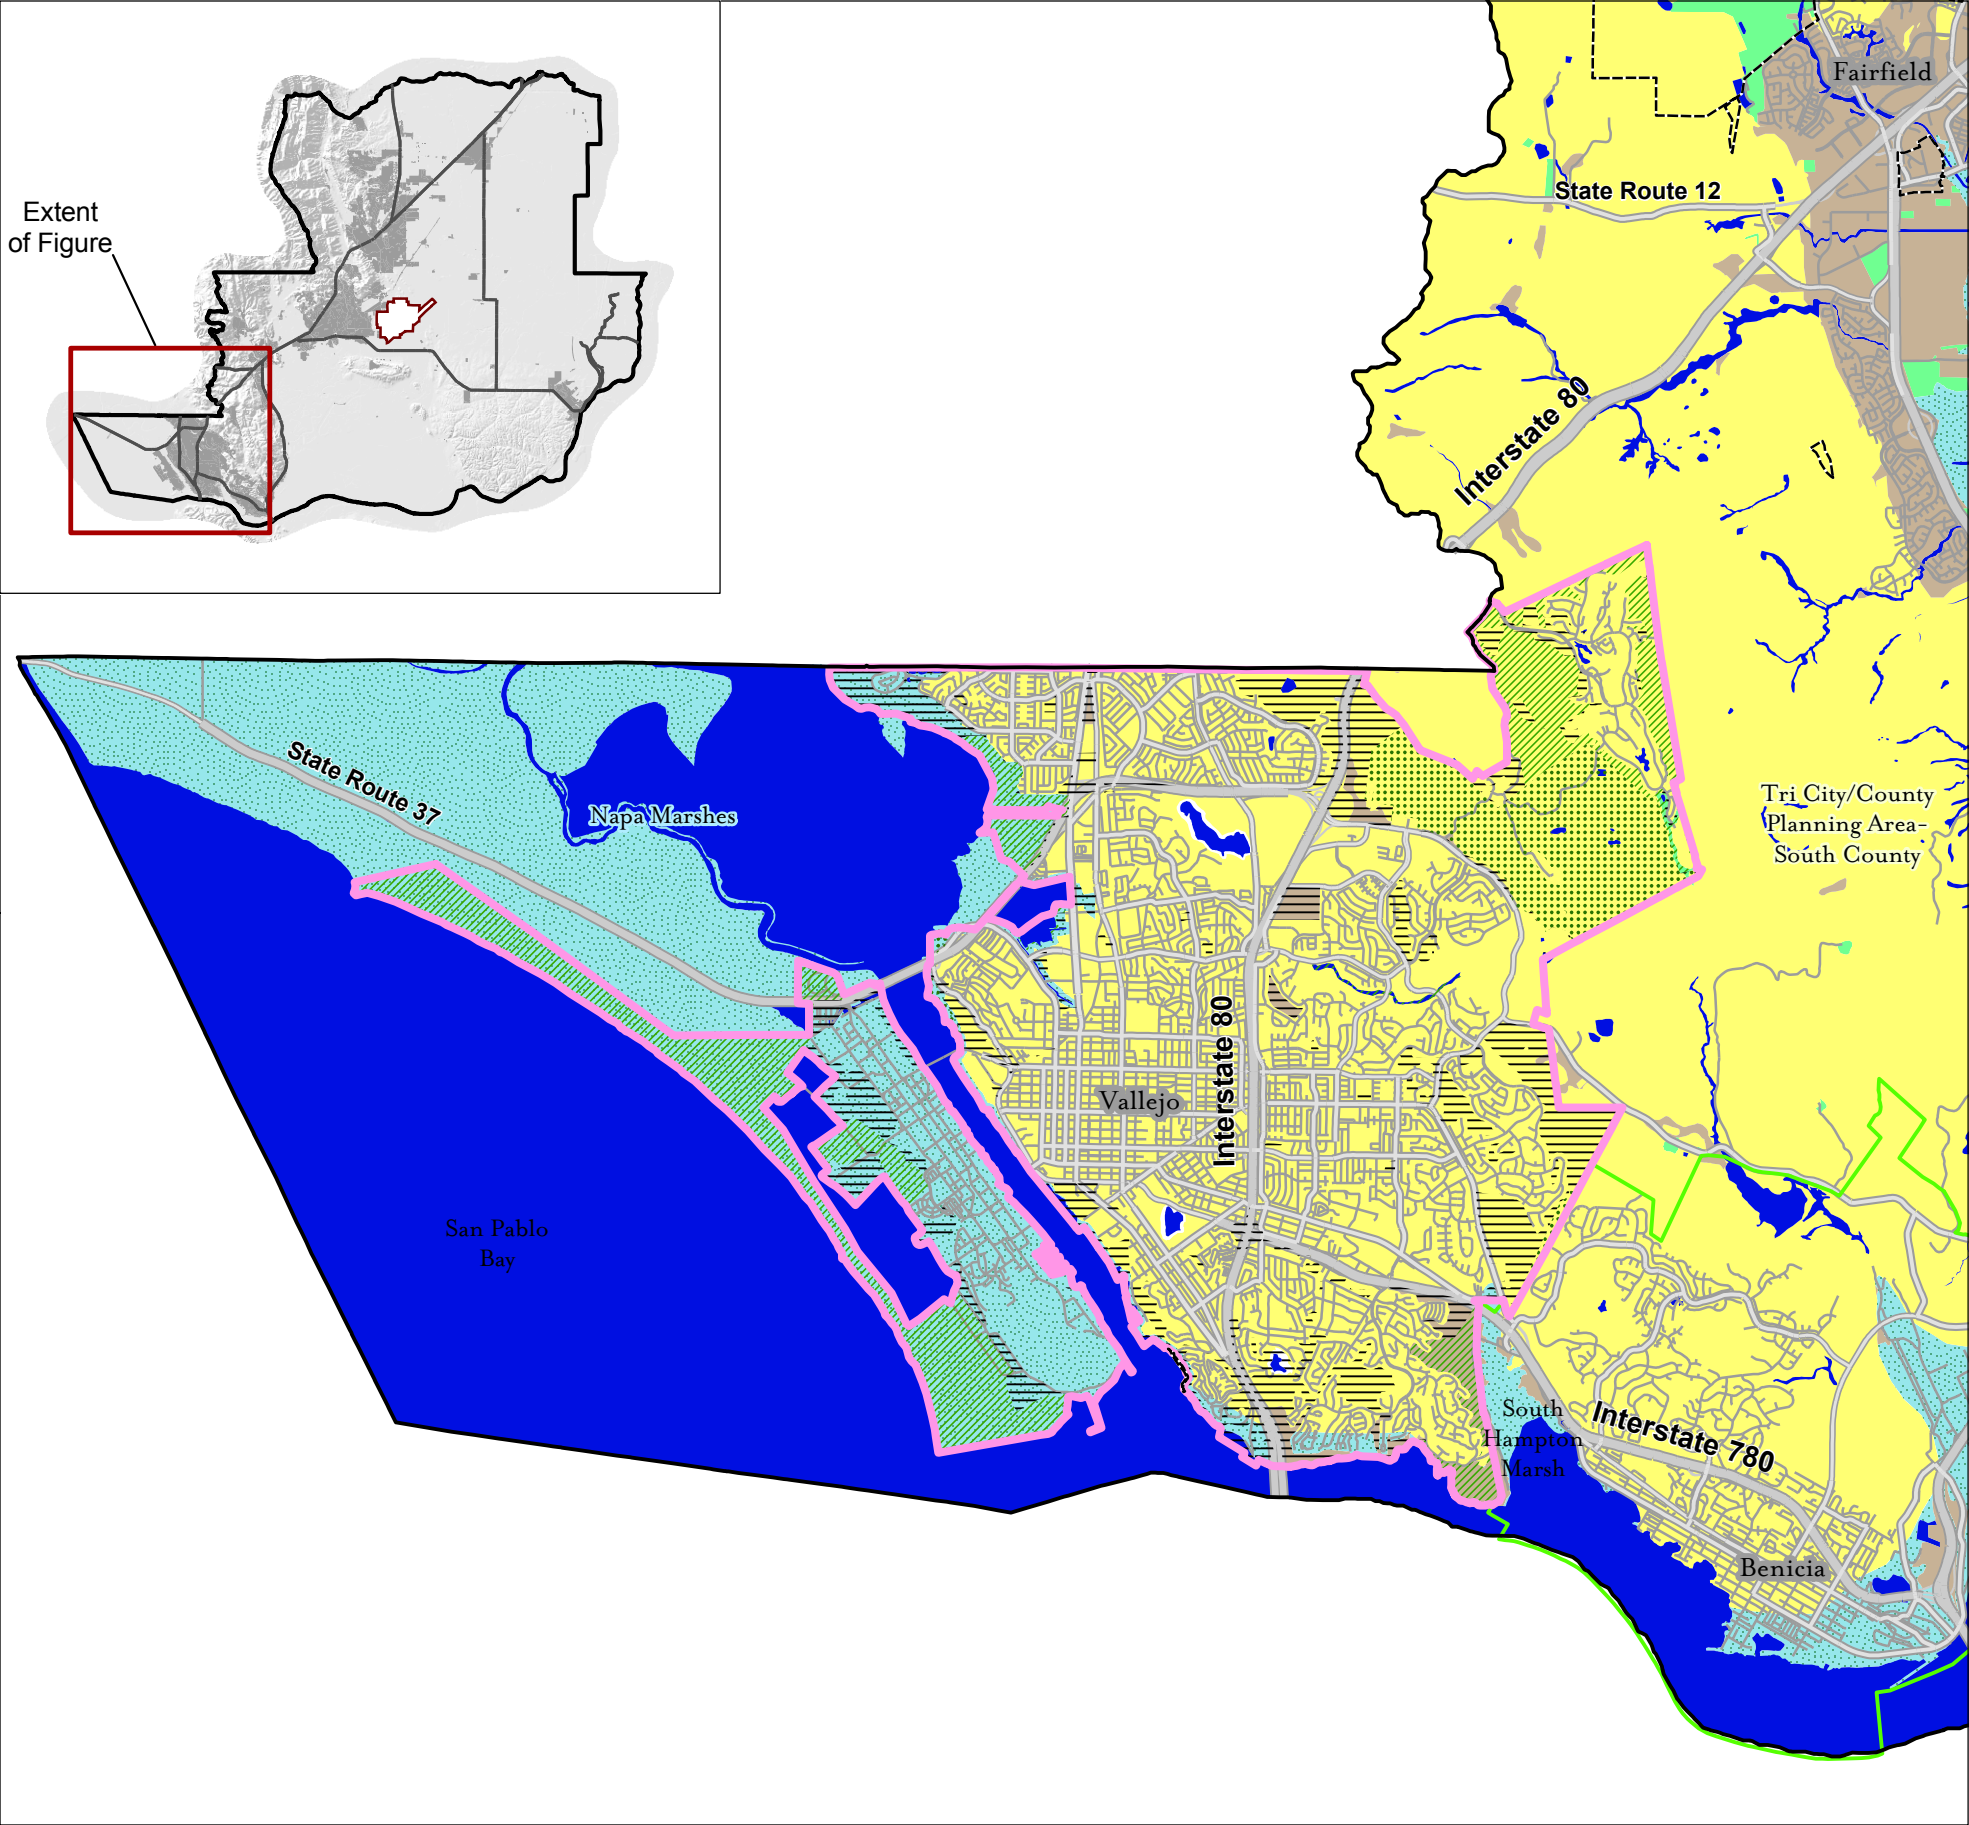 Fairfield
State Route 12
Extent
of Figure
Interstate 80
State Route 37
Napa Marshes
Tri City/County
Planning Area-
South County
Interstate 80
Vallejo
San Pablo
Bay
South
Hampton
Marsh
Interstate 780
Benicia